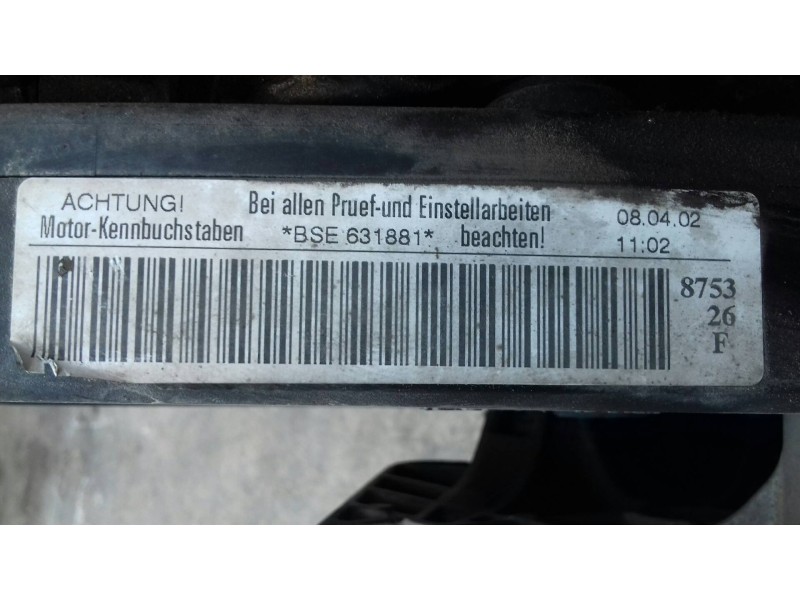 ACHTUNG! Bei allen Pruef-und Einstellarbeiten 08.04.02
Motor-Kennbuchstaben *BSE 631881* beachten! 11:02
8753
26
F